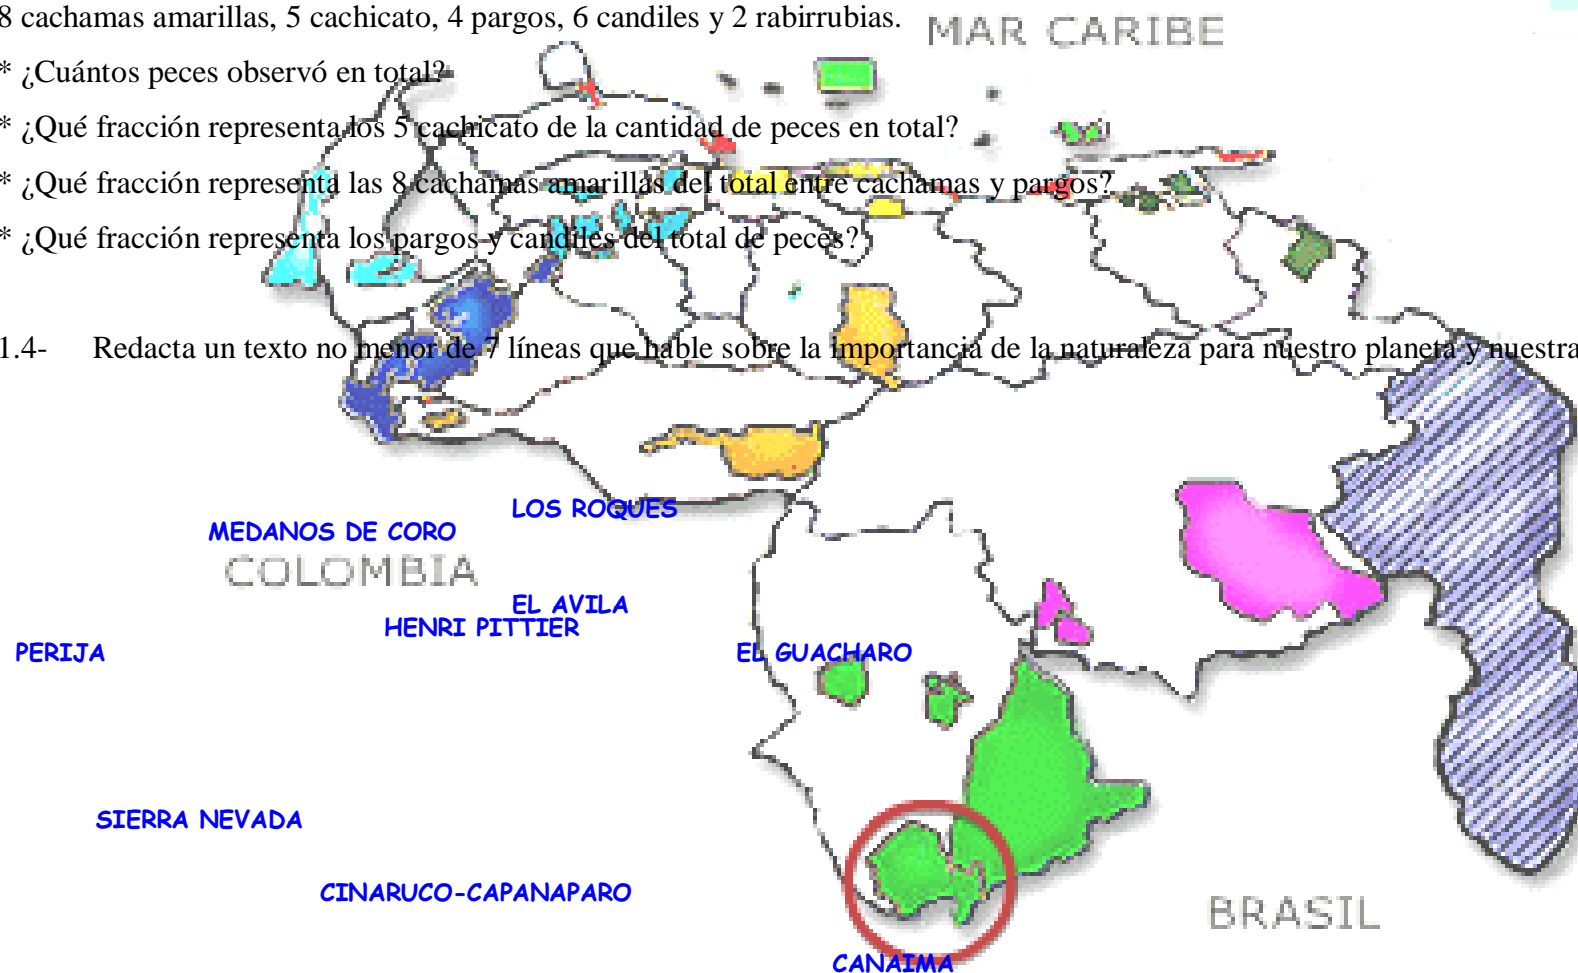 8 cachamas amarillas, 5 cachicato, 4 pargos, 6 candiles y 2 rabirrubias.
MAR CARIBE
* ¿Cuántos peces observó en total?
* ¿Qué fracción representa los 5 cachicato de la cantidad de peces en total?
* ¿Qué fracción representa las 8 cachamas amarillas del total entre cachamas y pargos?
* ¿Qué fracción representa los pargos y candiles del total de peces?
1.4- Redacta un texto no menor de 7 líneas que hable sobre la importancia de la naturaleza para nuestro planeta y nuestra
LOS ROQUES
MEDANOS DE CORO
COLOMBIA
EL AVILA
HENRI PITTIER
PERIJA
EL GUACHARO
SIERRA NEVADA
CINARUCO-CAPANAPARO
BRASIL
CANAIMA